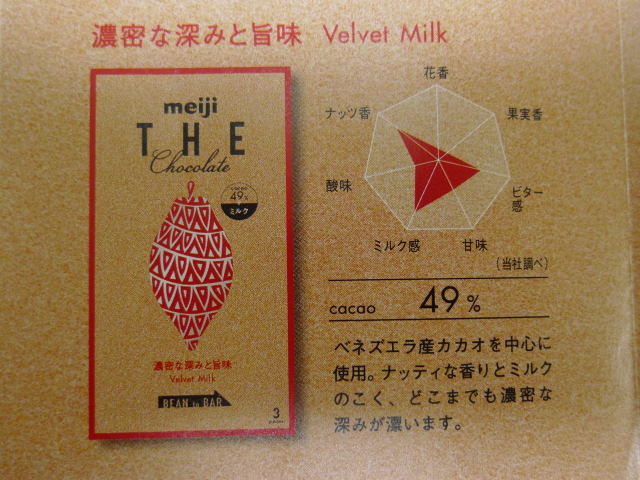 濃密な深みと旨味 Velvet Milk
meiji
THE
Chocolate
49%
ミルク
濃密な深みと旨味
Velvet Milk
BEAN to BAR
3
花香
ナッツ香
果実香
酸味
ビター
感
ミルク感
甘味
(当社調べ)
cacao 49%
ベネズエラ産カカオを中心に
使用。ナッティな香りとミルク
のこく、どこまでも濃密な
深みが漂います。